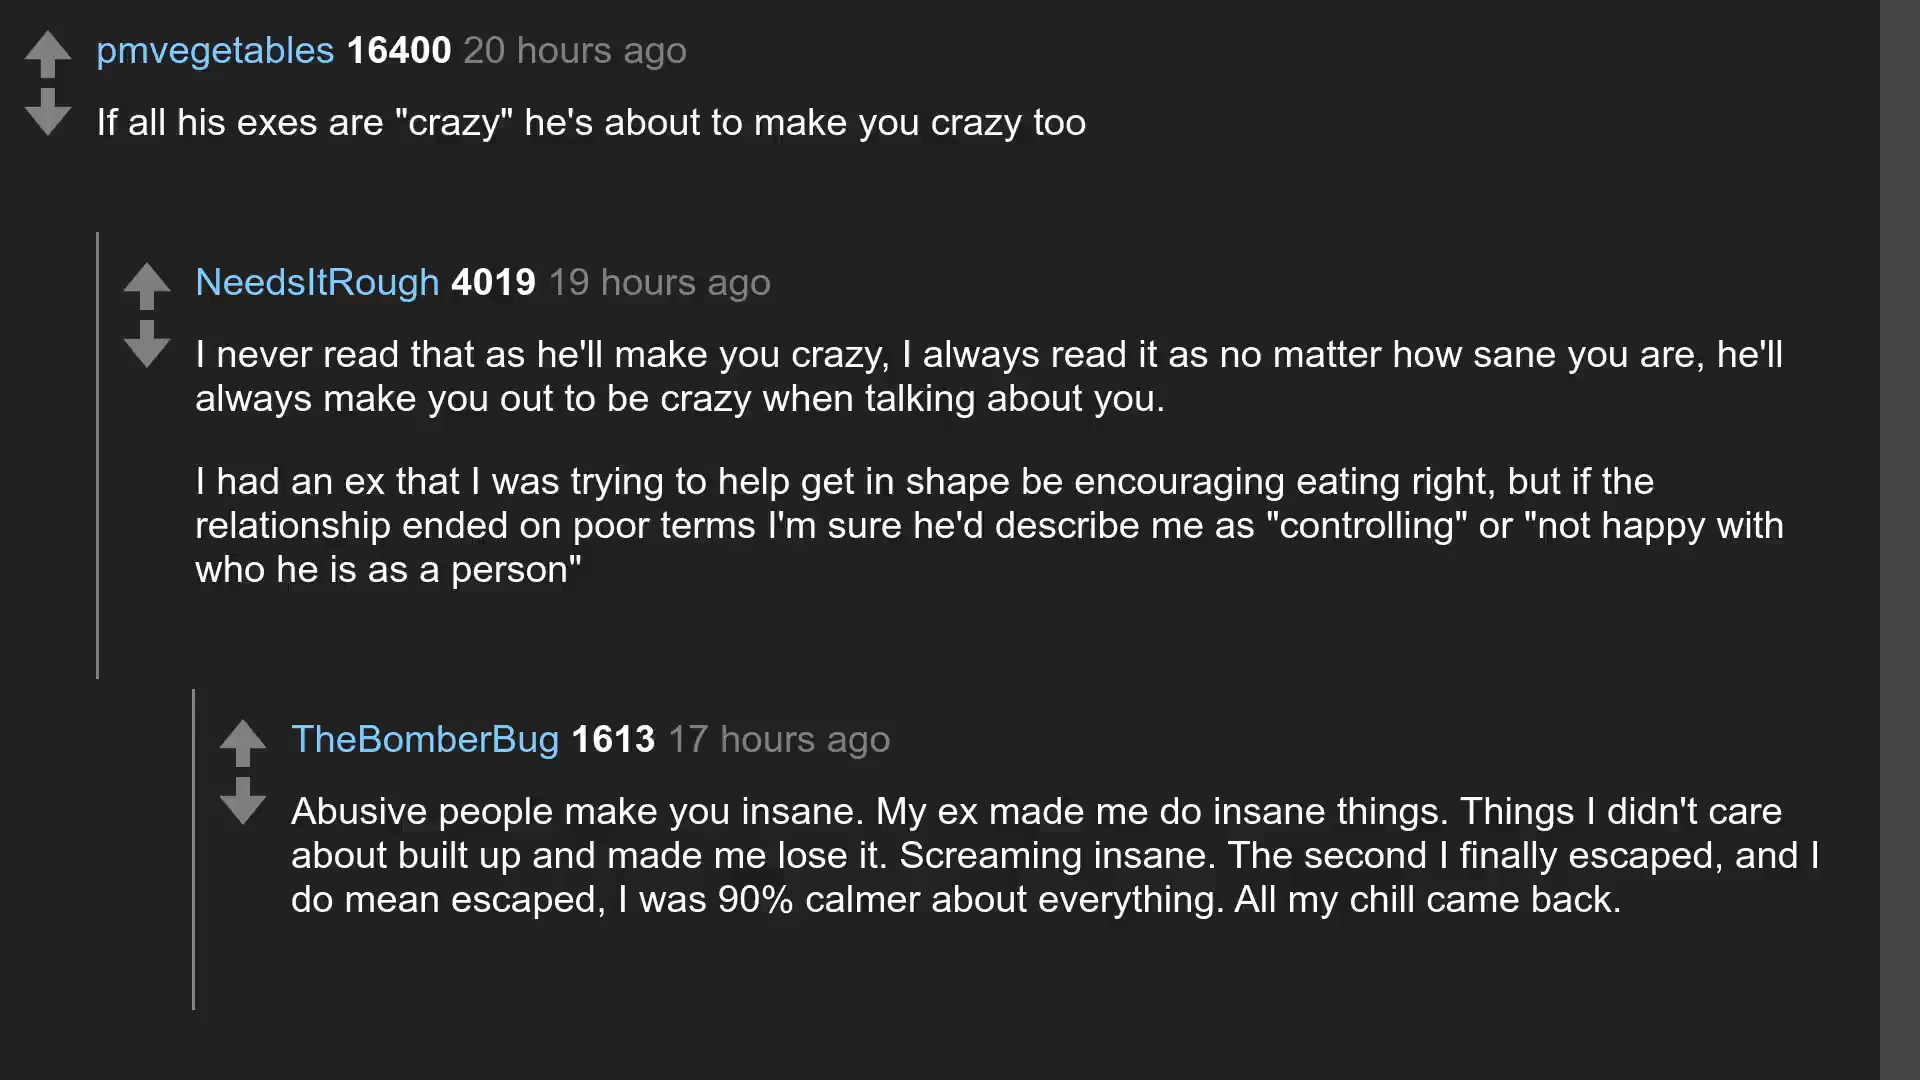 pmvegetables 16400 20 hours ago
If all his exes are "crazy" he's about to make you crazy too
NeedsItRough 4019 19 hours ago
I never read that as he'll make you crazy, I always read it as no matter how sane you are, he'll
always make you out to be crazy when talking about you.
I had an ex that I was trying to help get in shape be encouraging eating right, but if the
relationship ended on poor terms I'm sure he'd describe me as "controlling" or "not happy with
who he is as a person"
TheBomberBug 1613 17 hours ago
Abusive people make you insane. My ex made me do insane things. Things I didn't care
about built up and made me lose it. Screaming insane. The second I finally escaped, and I
do mean escaped, I was 90% calmer about everything. All my chill came back.